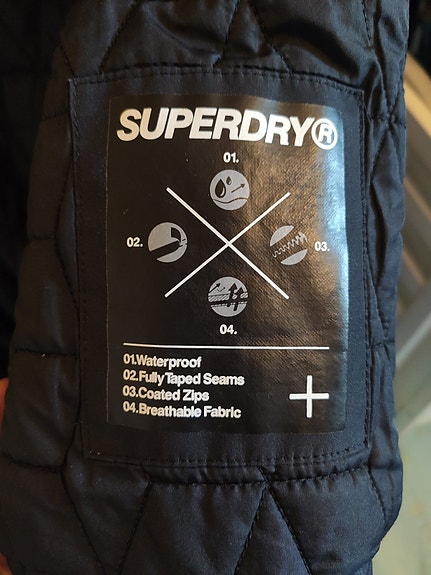 SUPERDRY®
01.
02.
03.
04.
01.Waterproof
02.Fully Taped Seams
03.Coated Zips
04.Breathable Fabric